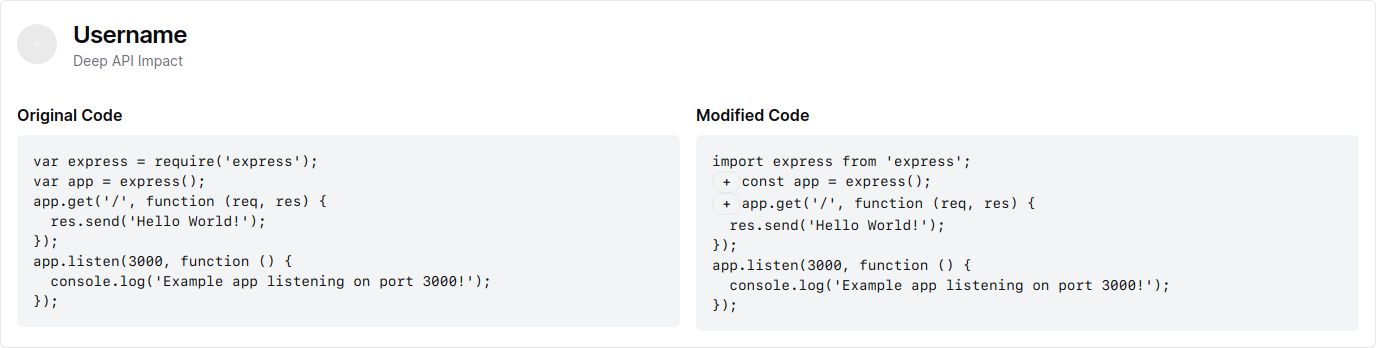 Username
Deep API Impact
Original Code
var express = require('express');
var app = express();
app.get('/', function (req, res) {
  res.send('Hello World!');
});
app.listen(3000, function () {
  console.log('Example app listening on port 3000!');
});
Modified Code
import express from 'express';
+ const app = express();
+ app.get('/', function (req, res) {
  res.send('Hello World!');
});
app.listen(3000, function () {
  console.log('Example app listening on port 3000!');
});